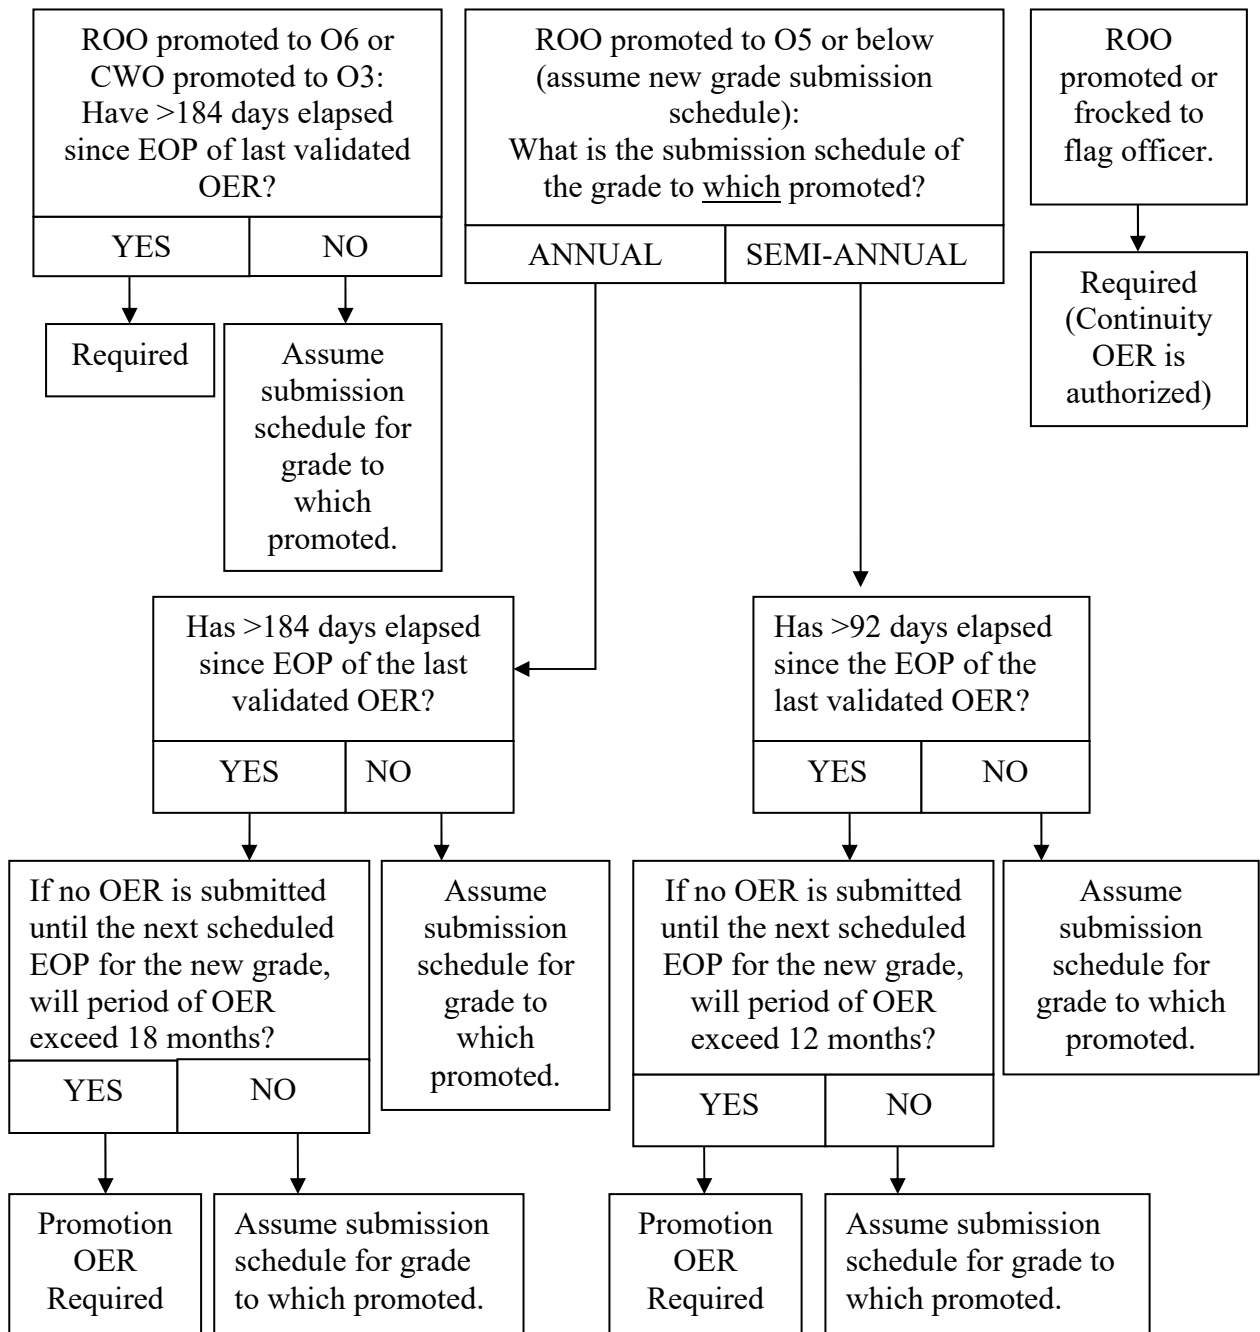 ROO promoted to O6 or
CWO promoted to O3:
Have >184 days elapsed
since EOP of last validated
OER?
YES
NO
Required
Assume
submission
schedule for
grade to
which
promoted.
ROO promoted to O5 or below
(assume new grade submission
schedule):
What is the submission schedule of
the grade to which promoted?
ANNUAL
SEMI-ANNUAL
ROO
promoted or
frocked to
flag officer.
Required
(Continuity
OER is
authorized)
Has >184 days elapsed
since EOP of the last
validated OER?
YES
NO
If no OER is submitted
until the next scheduled
EOP for the new grade,
will period of OER
exceed 18 months?
YES
NO
Assume
submission
schedule for
grade to
which
promoted.
Promotion
OER
Required
Assume submission
schedule for grade
to which promoted.
Has >92 days elapsed
since the EOP of the
last validated OER?
YES
NO
If no OER is submitted
until the next scheduled
EOP for the new grade,
will period of OER
exceed 12 months?
YES
NO
Assume
submission
schedule for
grade to which
promoted.
Promotion
OER
Required
Assume submission
schedule for grade to
which promoted.